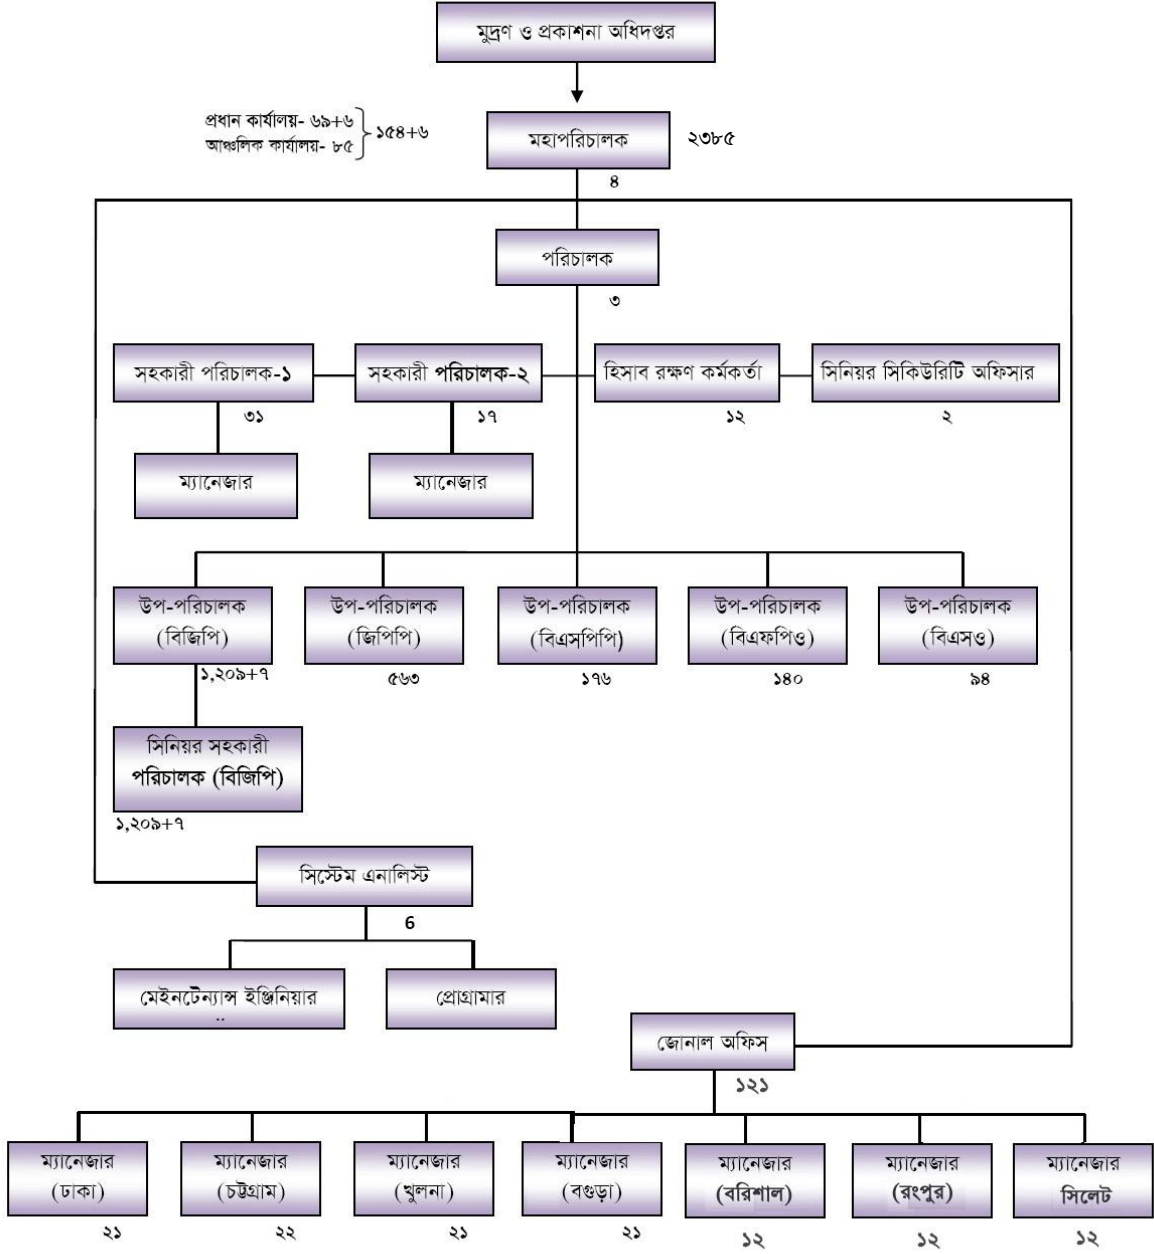 মুদ্রণ ও প্রকাশনা অধিদপ্তর
প্রধান কার্যালয়- ৬৯+৬
আঞ্চলিক কার্যালয়- ৮৫
১৫৪+৬
মহাপরিচালক
২৩৮৫
৪
পরিচালক
৩
সহকারী পরিচালক-১
সহকারী পরিচালক-২
হিসাব রক্ষণ কর্মকর্তা
সিনিয়র সিকিউরিটি অফিসার
৩১
১৭
১২
২
ম্যানেজার
ম্যানেজার
উপ-পরিচালক
(বিজিপি)
উপ-পরিচালক
(জিপিপি)
উপ-পরিচালক
(বিএসপিপি)
উপ-পরিচালক
(বিএফপিও)
উপ-পরিচালক
(বিএসও)
১,২০৯+৭
৫৬৩
১৭৬
১৪০
৯৪
সিনিয়র সহকারী
পরিচালক (বিজিপি)
১,২০৯+৭
সিস্টেম এনালিস্ট
6
মেইনটেন্যান্স ইঞ্জিনিয়ার
..
প্রোগ্রামার
জোনাল অফিস
১২১
ম্যানেজার
(ঢাকা)
ম্যানেজার
(চট্টগ্রাম)
ম্যানেজার
(খুলনা)
ম্যানেজার
(বগুড়া)
ম্যানেজার
(বরিশাল)
ম্যানেজার
(রংপুর)
ম্যানেজার
সিলেট
২১
২২
২১
২১
১২
১২
১২